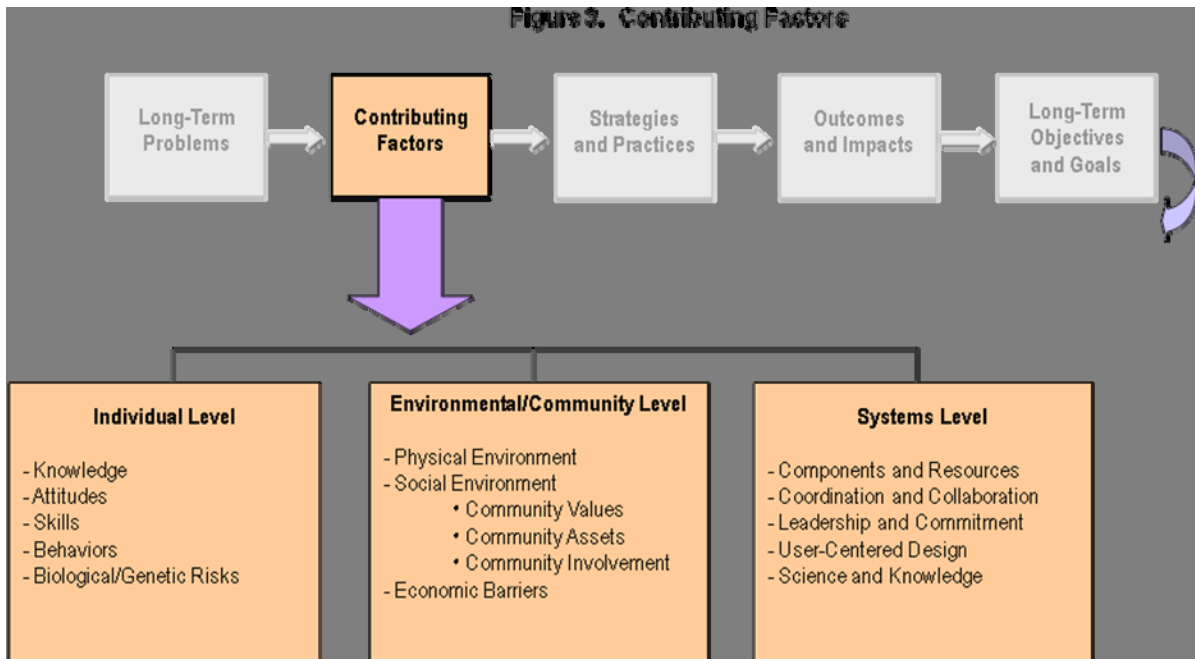 Figure 3. Contributing Factors
Long-Term
Problems
Contributing
Factors
Strategies
and Practices
Outcomes
and Impacts
Long-Term
Objectives
and Goals
Individual Level
- Knowledge
- Attitudes
- Skills
- Behaviors
- Biological/Genetic Risks
Environmental/Community Level
- Physical Environment
- Social Environment
• Community Values
• Community Assets
• Community Involvement
- Economic Barriers
Systems Level
- Components and Resources
- Coordination and Collaboration
- Leadership and Commitment
- User-Centered Design
- Science and Knowledge